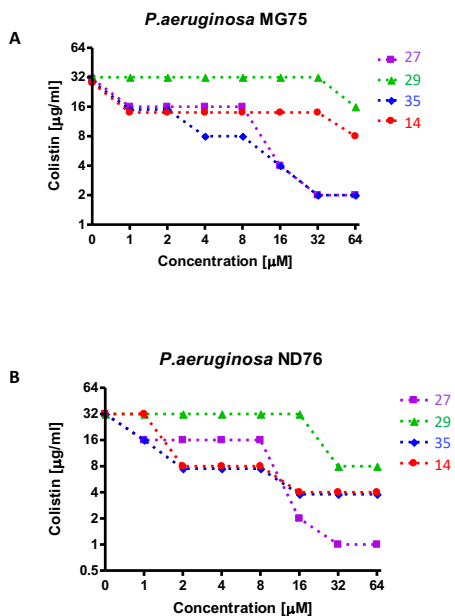 P.aeruginosa MG75
A
64
32
16
8
4
2
1
0 1 2 4 8 16 32 64
Colistin [µg/ml]
Concentration [µM]
27
29
35
14
P.aeruginosa ND76
B
64
32
16
8
4
2
1
0.5
0 1 2 4 8 16 32 64
Colistin [µg/ml]
Concentration [µM]
27
29
35
14